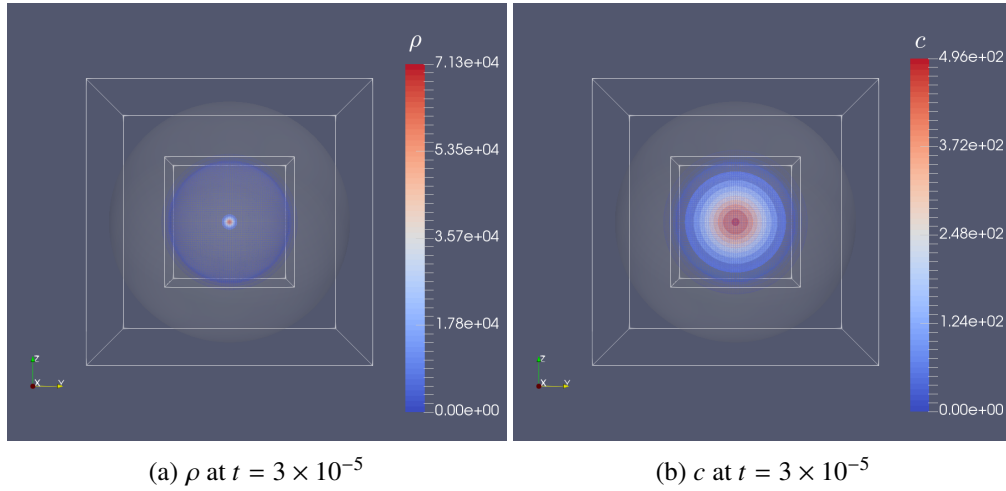 ρ
7.13e+04
5.35e+04
3.57e+04
1.78e+04
0.00e+00
Z
X Y
c
4.96e+02
3.72e+02
2.48e+02
1.24e+02
0.00e+00
Z
X Y
(a) ρ at t = 3 × 10⁻⁵
(b) c at t = 3 × 10⁻⁵